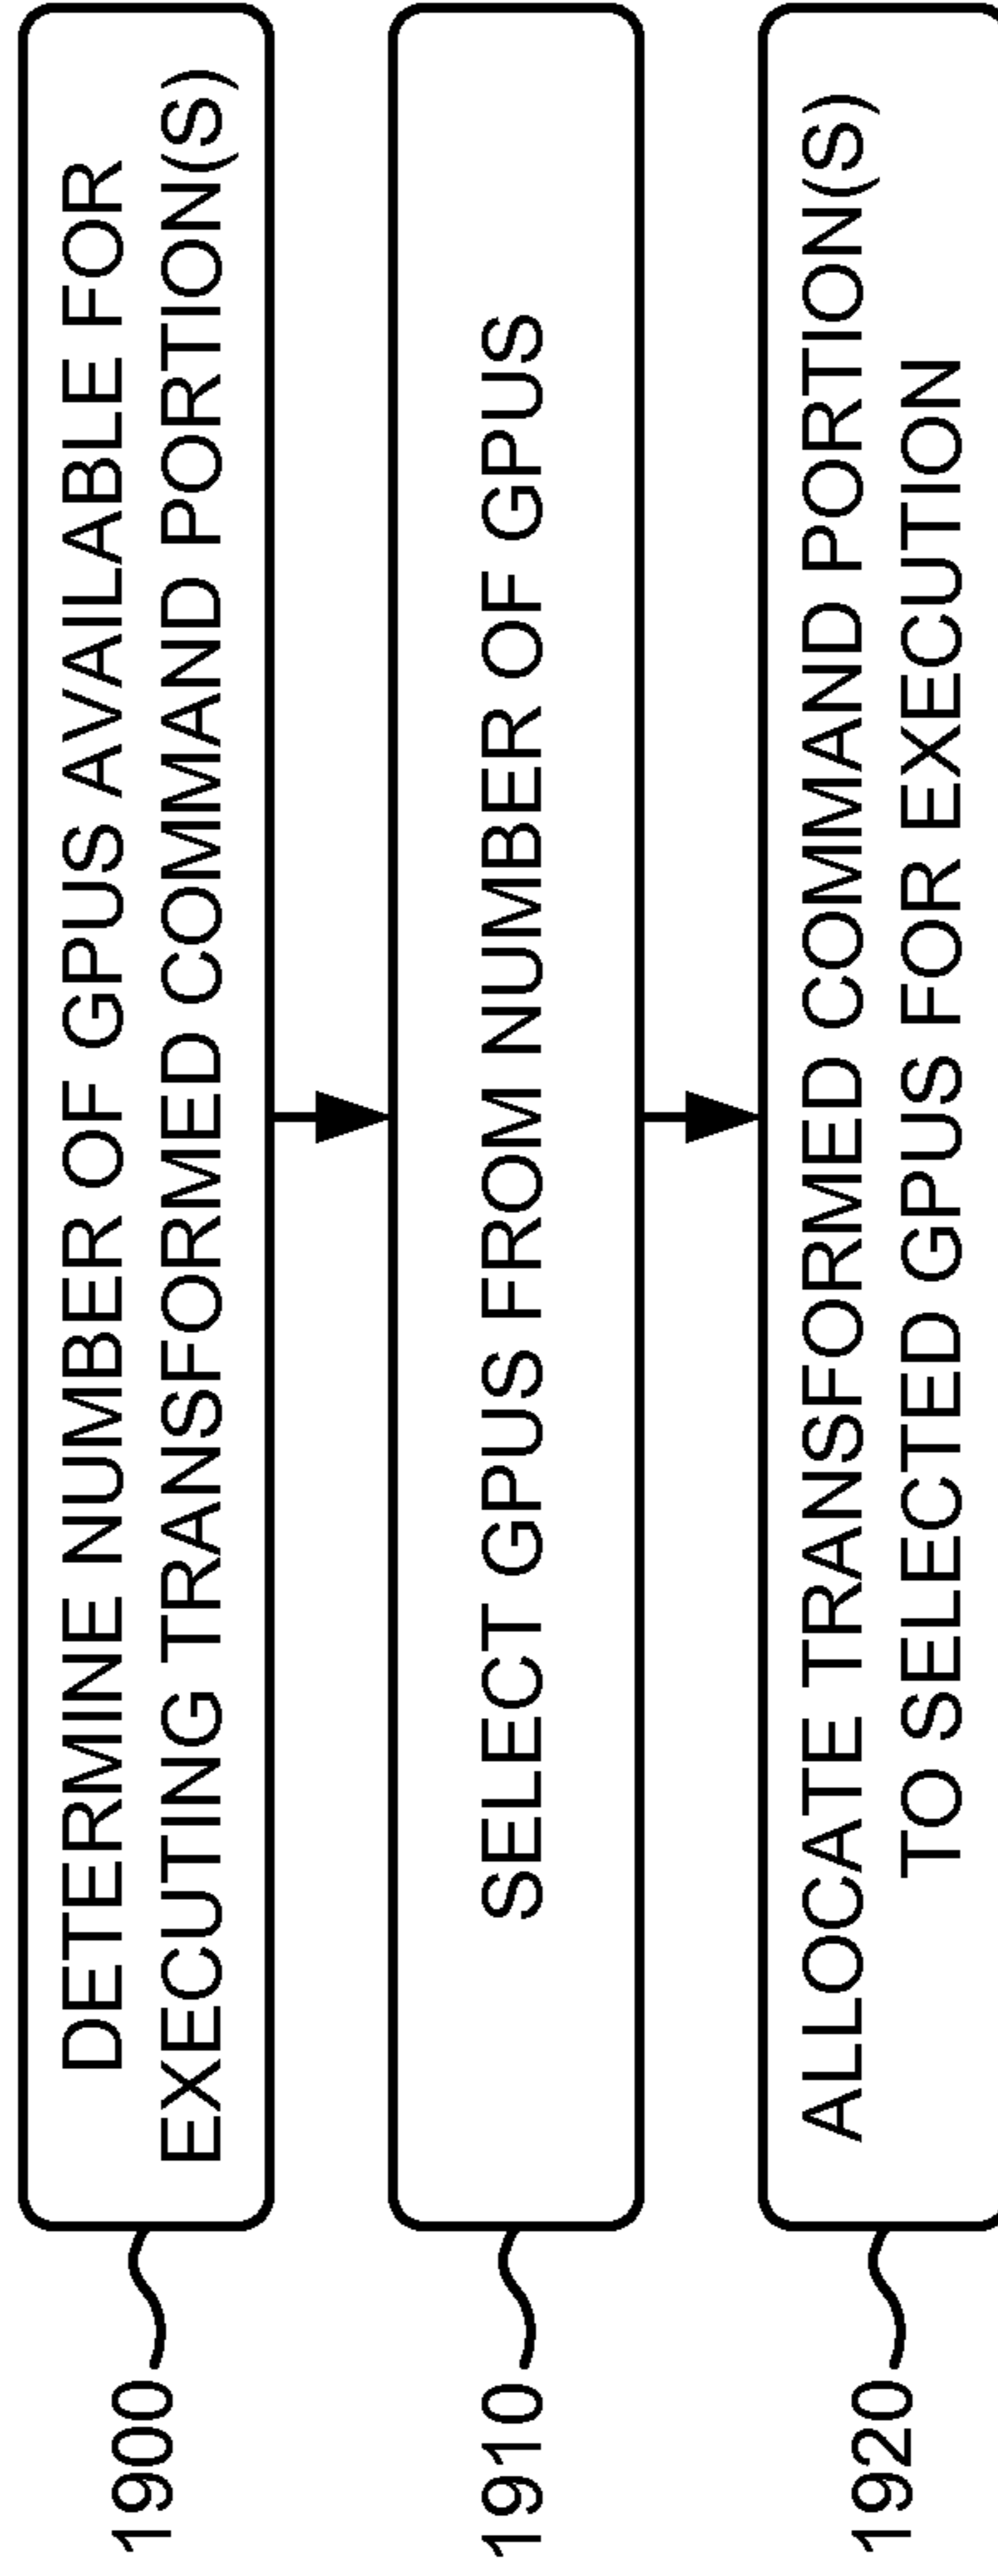 1900
DETERMINE NUMBER OF GPUS AVAILABLE FOR
EXECUTING TRANSFORMED COMMAND PORTION(S)
1910
SELECT GPUS FROM NUMBER OF GPUS
1920
ALLOCATE TRANSFORMED COMMAND PORTION(S)
TO SELECTED GPUS FOR EXECUTION